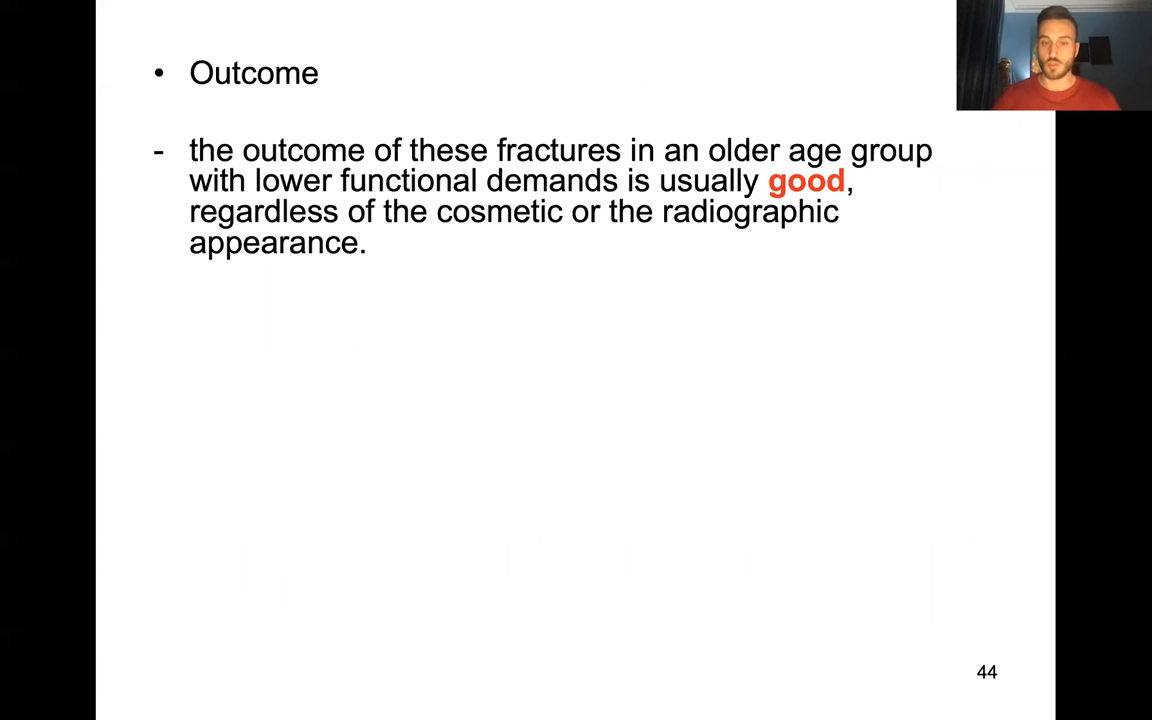 • Outcome
- the outcome of these fractures in an older age group
with lower functional demands is usually good,
regardless of the cosmetic or the radiographic
appearance.
44